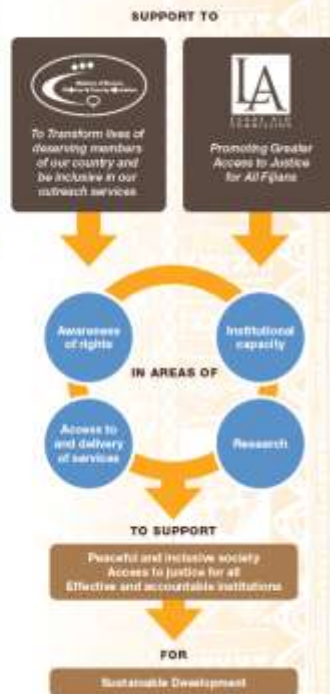 SUPPORT TO
To Transform lives of
deserving members
of our country and
be inclusive in our
outreach services
LA
LEGAL AID
COMMISSION
Promoting Greater
Access to Justice
for All Fijians
Awareness
of rights
Institutional
capacity
IN AREAS OF
Access to
and delivery
of services
Research
TO SUPPORT
Peaceful and inclusive society
Access to justice for all
Effective and accountable institutions
FOR
Sustainable Development